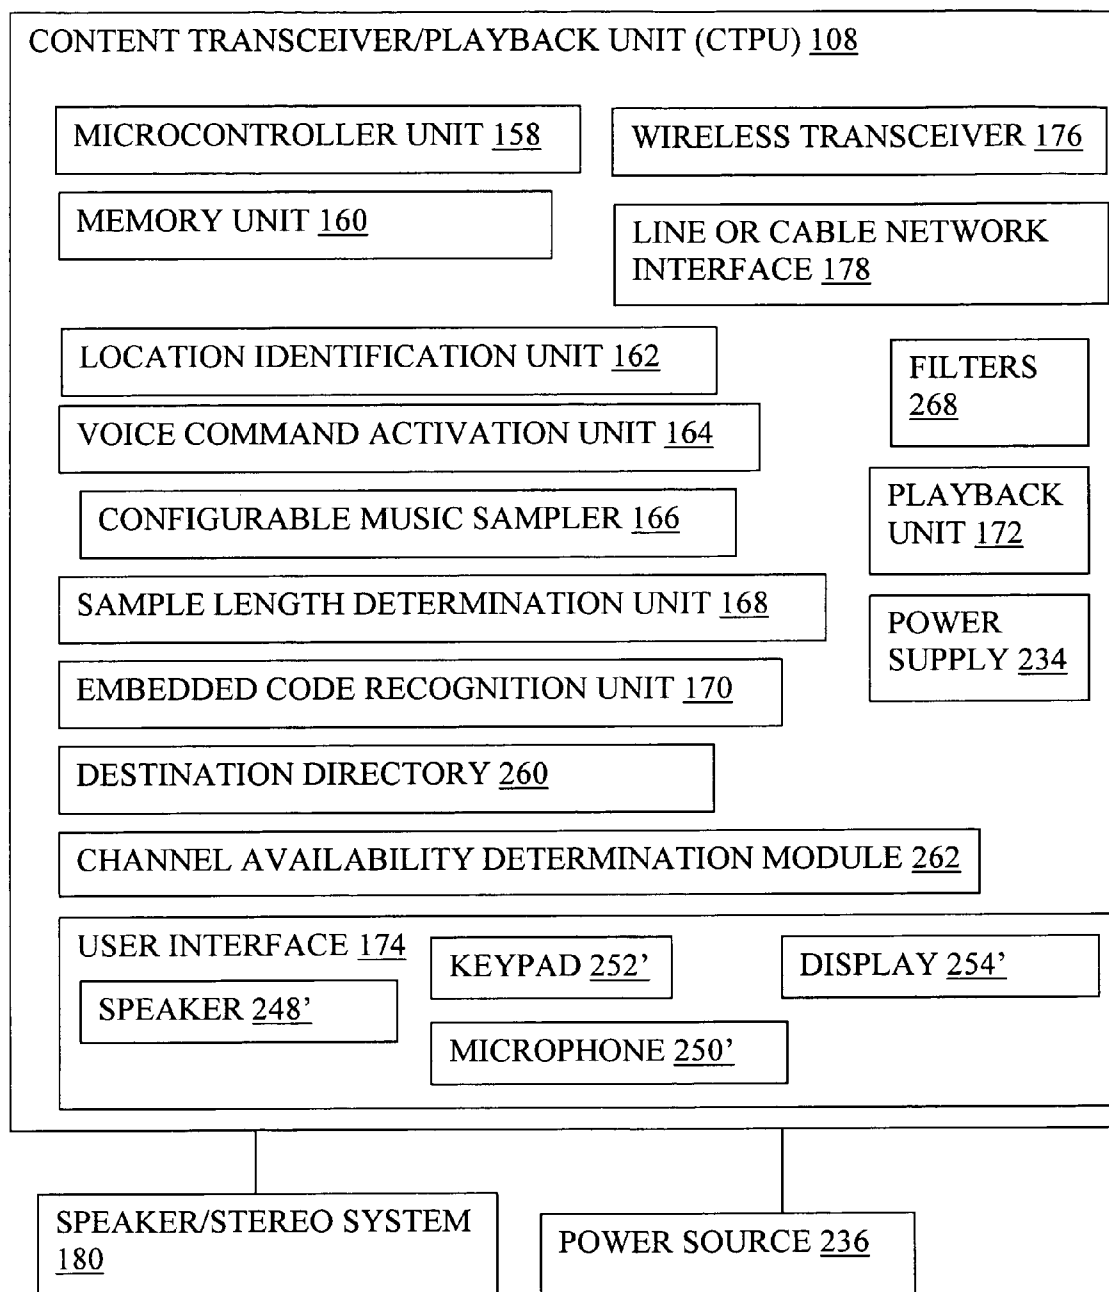 CONTENT TRANSCEIVER/PLAYBACK UNIT (CTPU) 108
MICROCONTROLLER UNIT 158
WIRELESS TRANSCEIVER 176
MEMORY UNIT 160
LINE OR CABLE NETWORK
INTERFACE 178
LOCATION IDENTIFICATION UNIT 162
FILTERS
268
VOICE COMMAND ACTIVATION UNIT 164
PLAYBACK
UNIT 172
CONFIGURABLE MUSIC SAMPLER 166
SAMPLE LENGTH DETERMINATION UNIT 168
POWER
SUPPLY 234
EMBEDDED CODE RECOGNITION UNIT 170
DESTINATION DIRECTORY 260
CHANNEL AVAILABILITY DETERMINATION MODULE 262
USER INTERFACE 174
KEYPAD 252’
DISPLAY 254’
SPEAKER 248’
MICROPHONE 250’
SPEAKER/STEREO SYSTEM
180
POWER SOURCE 236